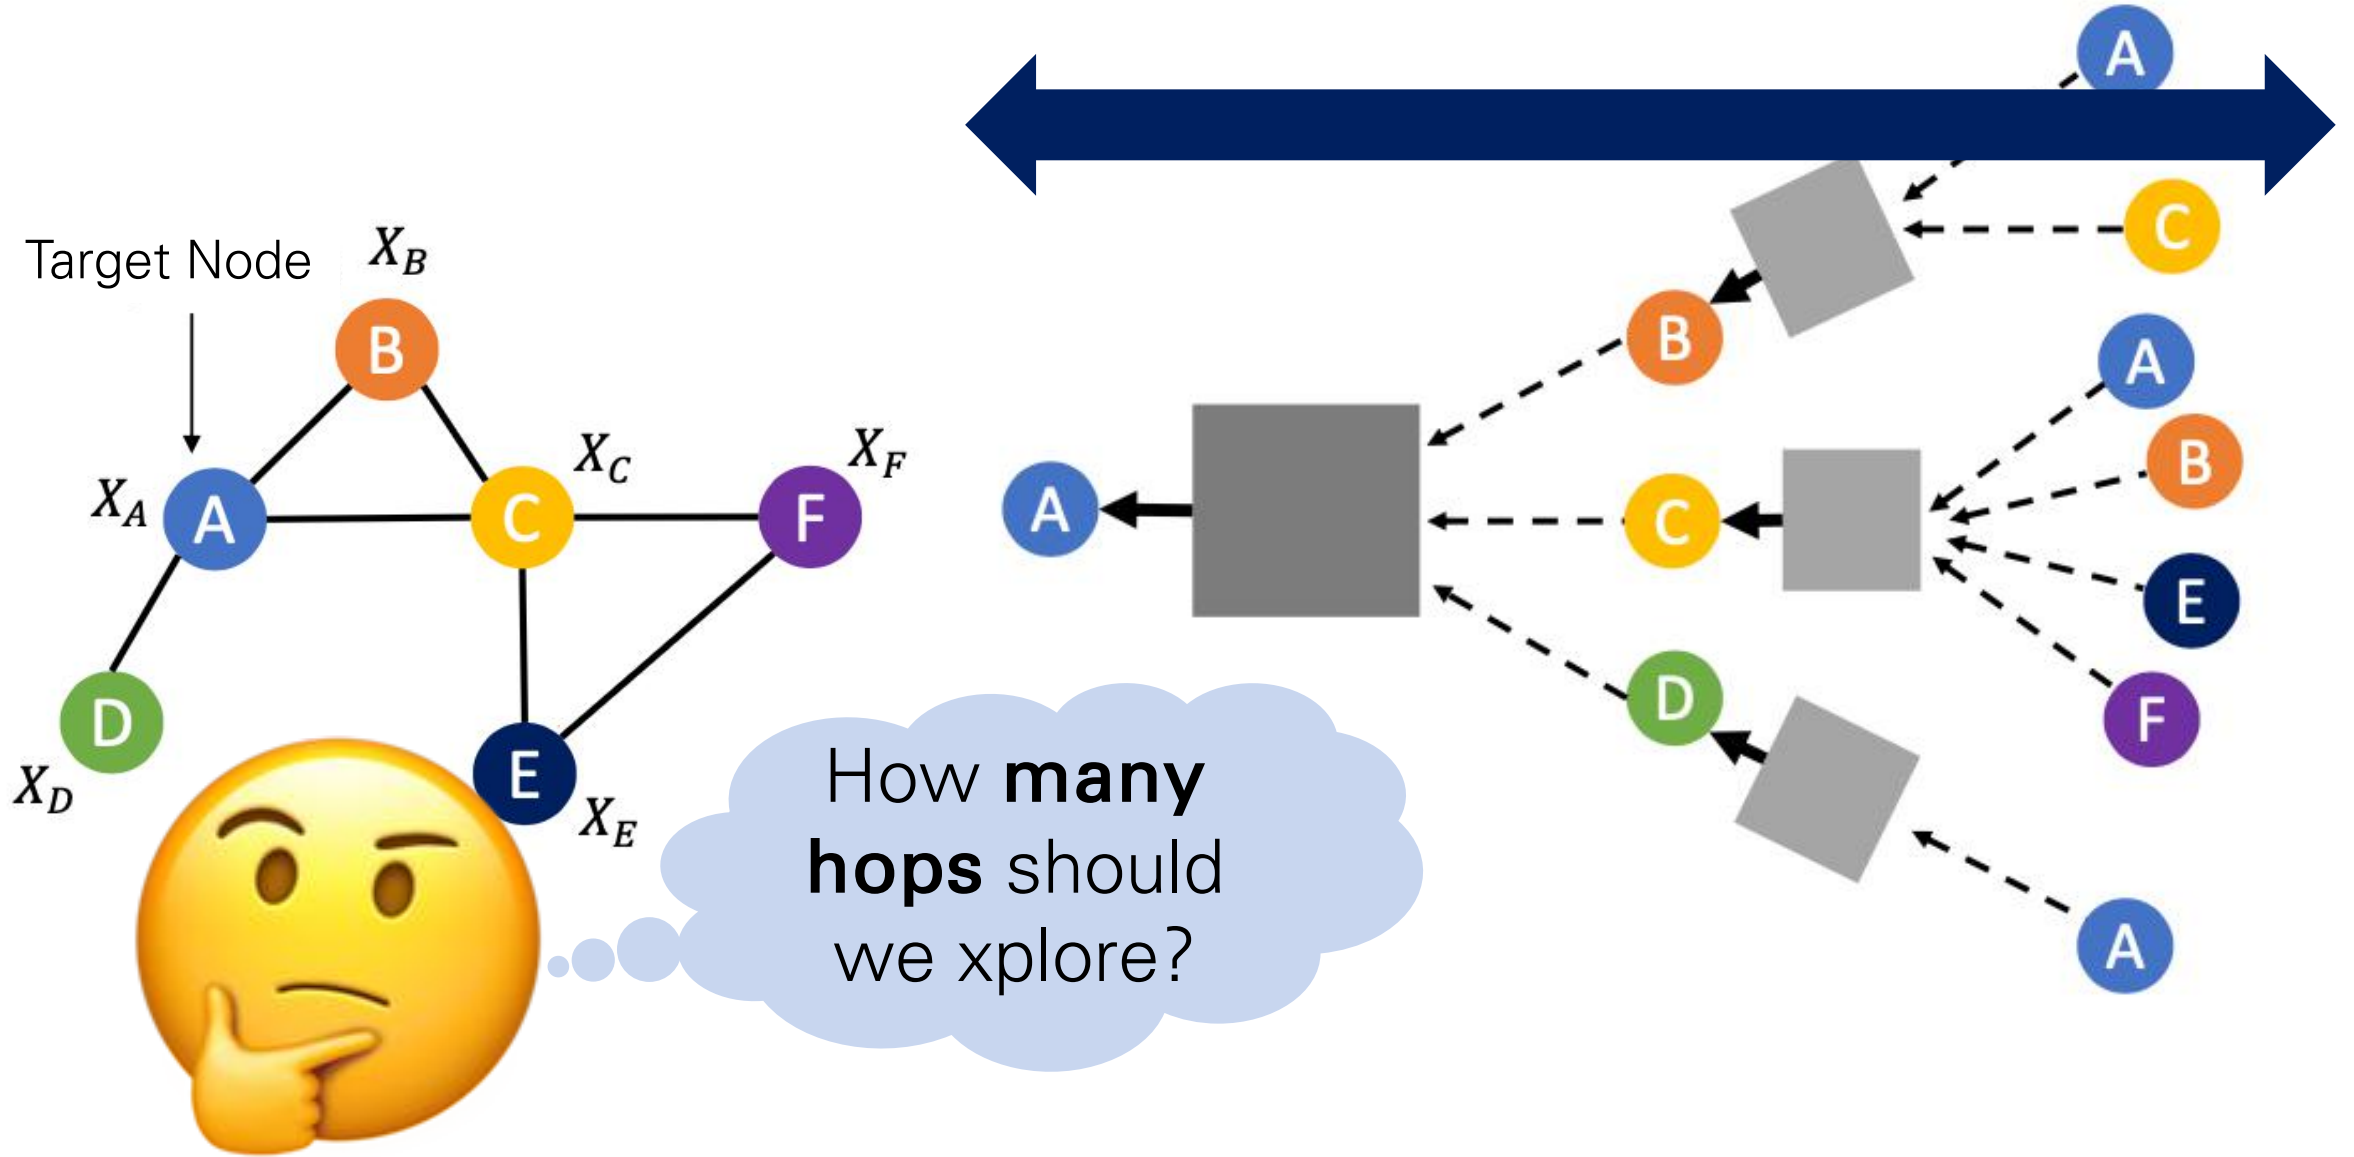 Target Node
X_B
B
X_A
A
X_C
C
X_F
F
D
X_D
E
X_E
How many
hops should
we xplore?
A
B
C
D
A
C
A
B
E
F
A